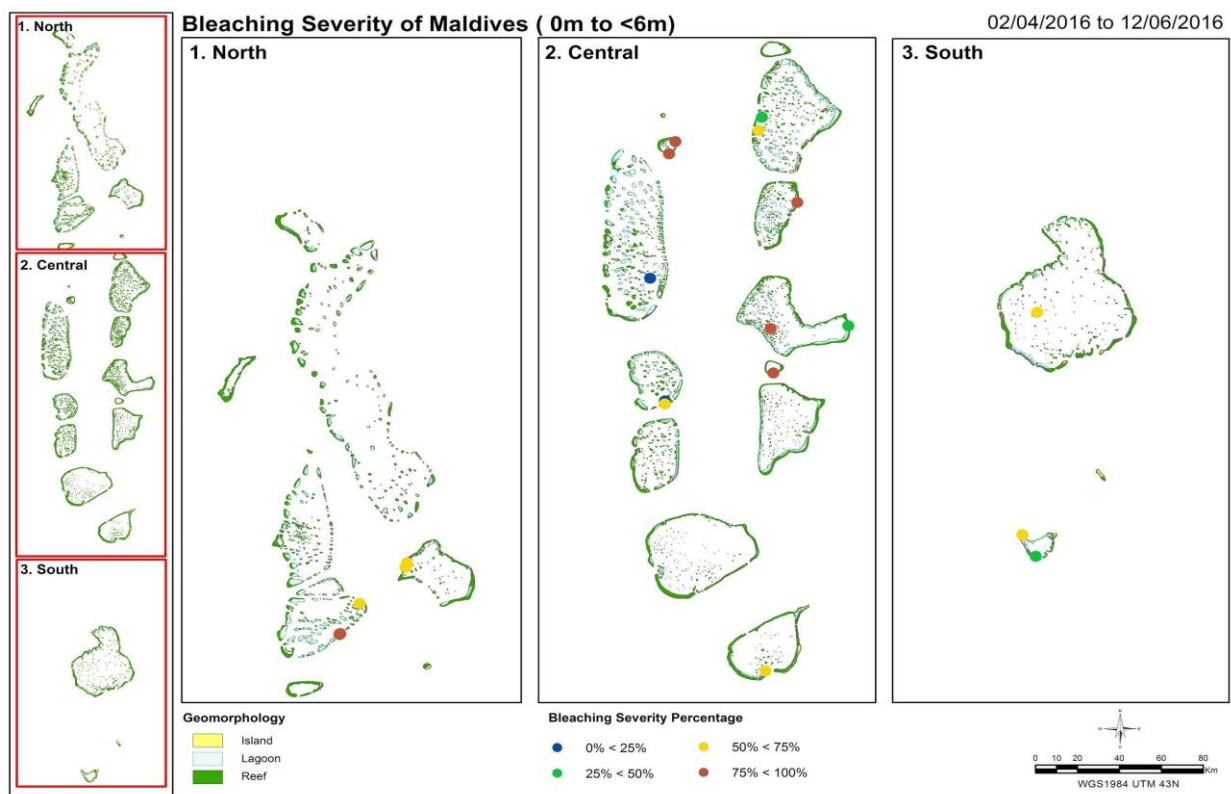 Bleaching Severity of Maldives ( 0m to <6m)
02/04/2016 to 12/06/2016
1. North
2. Central
3. South
1. North
2. Central
3. South
Geomorphology
Island
Lagoon
Reef
Bleaching Severity Percentage
0% < 25%
25% < 50%
50% < 75%
75% < 100%
N
W
E
S
0 10 20 40 60 80
Km
WGS1984 UTM 43N